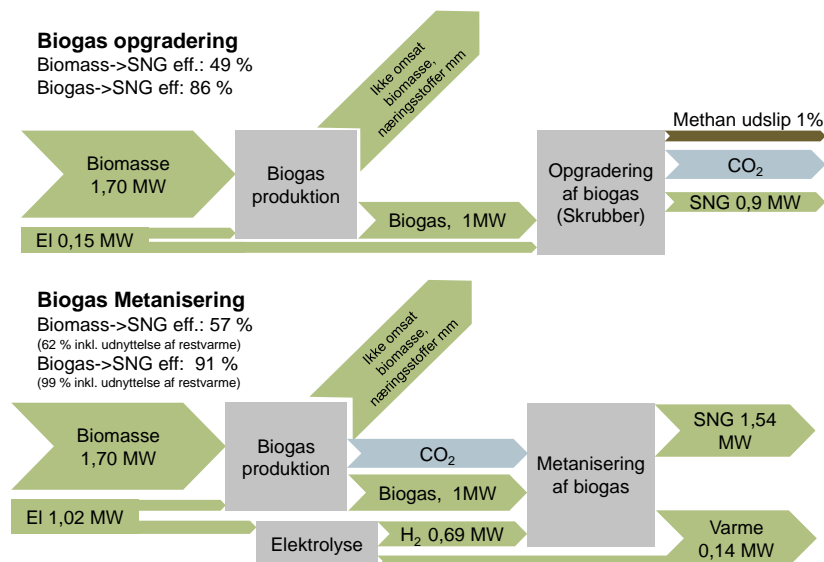 Biogas opgradering
Biomass->SNG eff.: 49 %
Biogas->SNG eff: 86 %
Ikke omsat
biomasse,
næringsstoffer mm
Methan udslip 1%
Biomasse
1,70 MW
Biogas
produktion
Opgradering
af biogas
(Skrubber)
CO₂
SNG 0,9 MW
Biogas, 1MW
El 0,15 MW
Biogas Metanisering
Biomass->SNG eff.: 57 %
(62 % inkl. udnyttelse af restvarme)
Biogas->SNG eff: 91 %
(99 % inkl. udnyttelse af restvarme)
Ikke omsat
biomasse,
næringsstoffer mm
Biomasse
1,70 MW
Biogas
produktion
CO₂
Biogas, 1MW
Metanisering
af biogas
SNG 1,54
MW
El 1,02 MW
Elektrolyse
H₂ 0,69 MW
Varme
0,14 MW